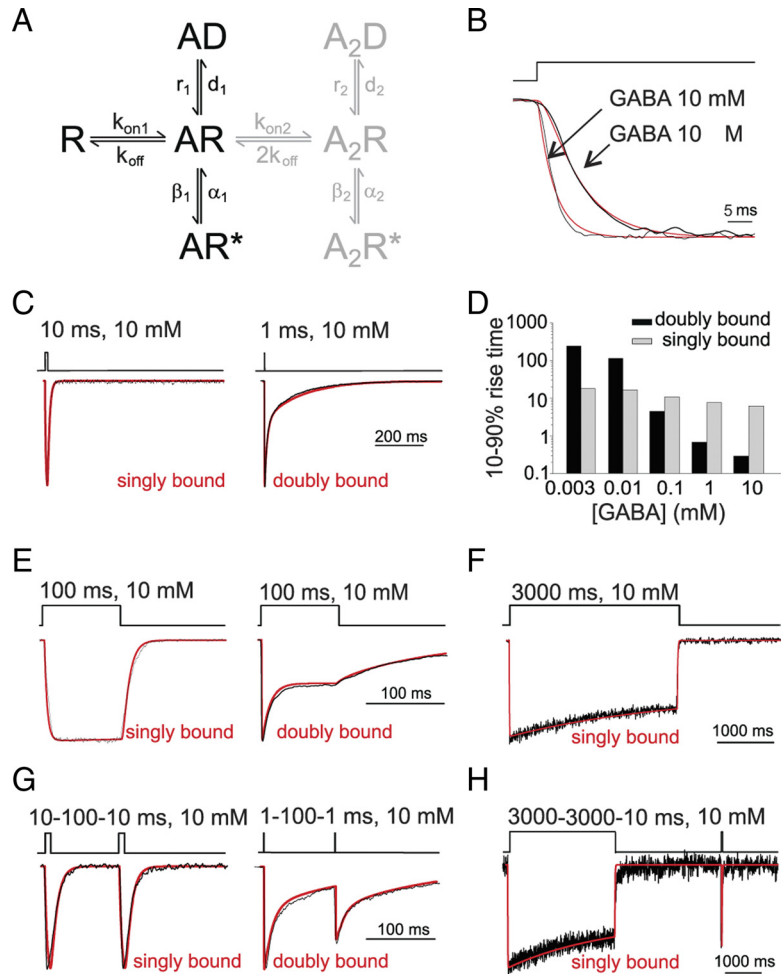 A
AD
A₂D
r₁ d₁
r₂ d₂
R kon1 koff AR kon2 2koff A₂R
β₁ α₁
β₂ α₂
AR*
A₂R*
B
GABA 10 mM
GABA 10 M
5 ms
C
10 ms, 10 mM
singly bound
1 ms, 10 mM
200 ms
doubly bound
D
10-90% rise time
1000
100
10
1
0.1
doubly bound
singly bound
0.003 0.01 0.1 1 10
[GABA] (mM)
E
100 ms, 10 mM
singly bound
100 ms, 10 mM
100 ms
doubly bound
F
3000 ms, 10 mM
singly bound
1000 ms
G
10-100-10 ms, 10 mM
singly bound
1-100-1 ms, 10 mM
100 ms
doubly bound
H
3000-3000-10 ms, 10 mM
singly bound
1000 ms